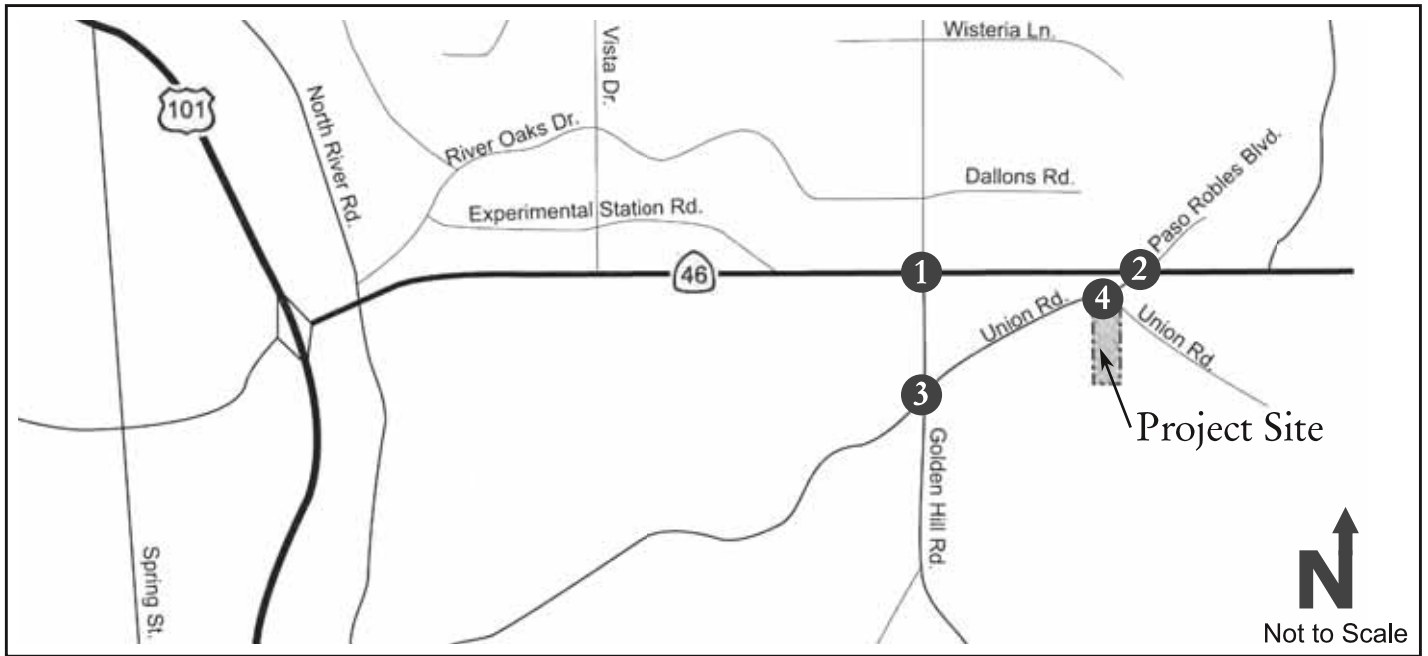 Wisteria Ln.
Vista Dr.
101
North River Rd.
River Oaks Dr.
Paso Robles Blvd.
Dallons Rd.
Experimental Station Rd.
46
1
2
4
Union Rd.
Union Rd.
3
Project Site
Golden Hill Rd.
Spring St.
N
Not to Scale